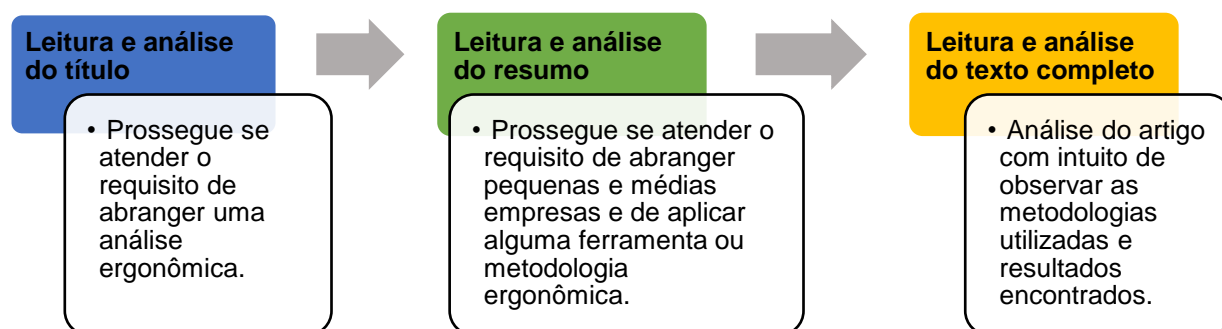 Leitura e análise
do título
• Prossegue se
atender o
requisito de
abranger uma
análise
ergonômica.
Leitura e análise
do resumo
• Prossegue se atender o
requisito de abranger
pequenas e médias
empresas e de aplicar
alguma ferramenta ou
metodologia
ergonômica.
Leitura e análise
do texto completo
• Análise do artigo
com intuito de
observar as
metodologias
utilizadas e
resultados
encontrados.